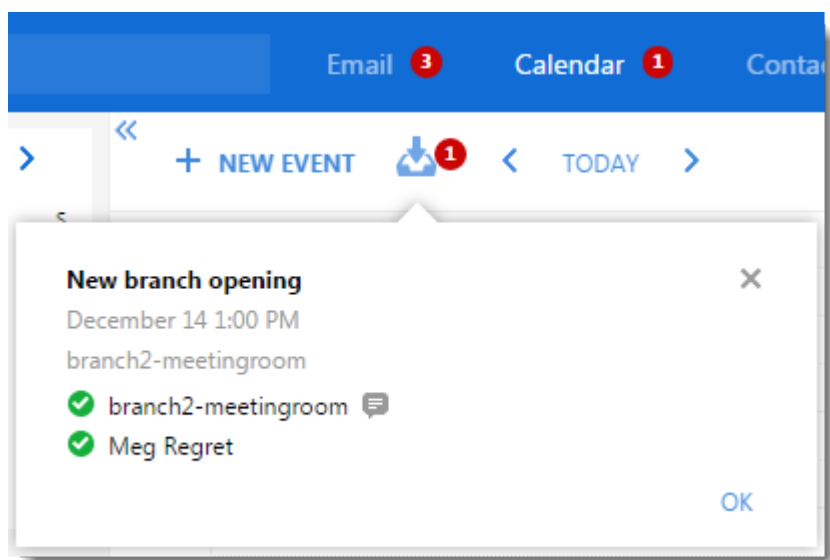 Email 3 Calendar 1 Conta
+ NEW EVENT 1 < TODAY >
S
New branch opening
December 14 1:00 PM
branch2-meetingroom
branch2-meetingroom
Meg Regret
OK